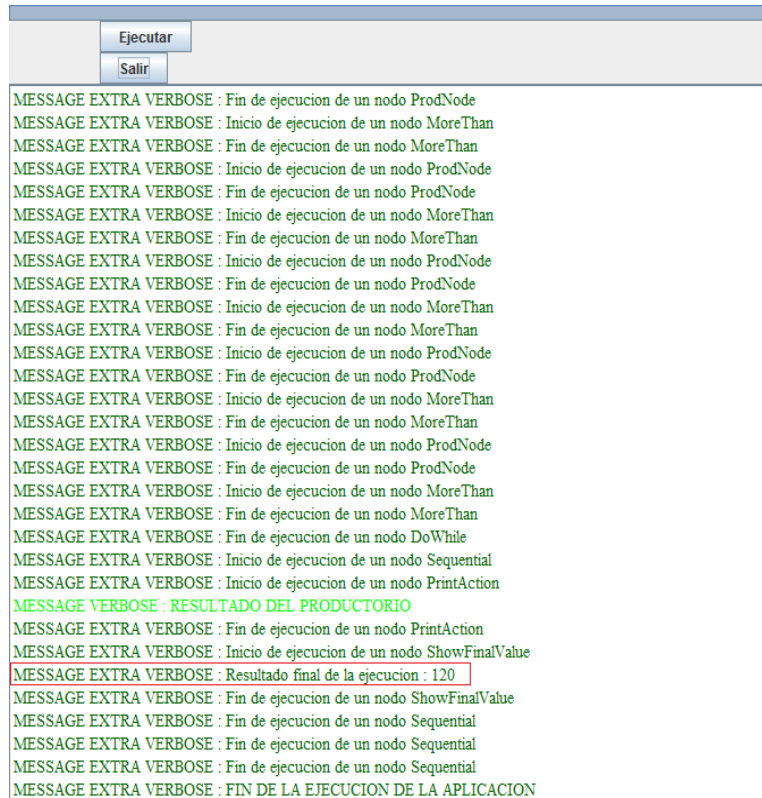 Ejecutar
Salir
MESSAGE EXTRA VERBOSE : Fin de ejecucion de un nodo ProdNode
MESSAGE EXTRA VERBOSE : Inicio de ejecucion de un nodo MoreThan
MESSAGE EXTRA VERBOSE : Fin de ejecucion de un nodo MoreThan
MESSAGE EXTRA VERBOSE : Inicio de ejecucion de un nodo ProdNode
MESSAGE EXTRA VERBOSE : Fin de ejecucion de un nodo ProdNode
MESSAGE EXTRA VERBOSE : Inicio de ejecucion de un nodo MoreThan
MESSAGE EXTRA VERBOSE : Fin de ejecucion de un nodo MoreThan
MESSAGE EXTRA VERBOSE : Inicio de ejecucion de un nodo ProdNode
MESSAGE EXTRA VERBOSE : Fin de ejecucion de un nodo ProdNode
MESSAGE EXTRA VERBOSE : Inicio de ejecucion de un nodo MoreThan
MESSAGE EXTRA VERBOSE : Fin de ejecucion de un nodo MoreThan
MESSAGE EXTRA VERBOSE : Inicio de ejecucion de un nodo ProdNode
MESSAGE EXTRA VERBOSE : Fin de ejecucion de un nodo ProdNode
MESSAGE EXTRA VERBOSE : Inicio de ejecucion de un nodo MoreThan
MESSAGE EXTRA VERBOSE : Fin de ejecucion de un nodo MoreThan
MESSAGE EXTRA VERBOSE : Inicio de ejecucion de un nodo ProdNode
MESSAGE EXTRA VERBOSE : Fin de ejecucion de un nodo ProdNode
MESSAGE EXTRA VERBOSE : Inicio de ejecucion de un nodo MoreThan
MESSAGE EXTRA VERBOSE : Fin de ejecucion de un nodo MoreThan
MESSAGE EXTRA VERBOSE : Fin de ejecucion de un nodo DoWhile
MESSAGE EXTRA VERBOSE : Inicio de ejecucion de un nodo Sequential
MESSAGE EXTRA VERBOSE : Inicio de ejecucion de un nodo PrintAction
MESSAGE VERBOSE : RESULTADO DEL PRODUCTORIO
MESSAGE EXTRA VERBOSE : Fin de ejecucion de un nodo PrintAction
MESSAGE EXTRA VERBOSE : Inicio de ejecucion de un nodo ShowFinalValue
MESSAGE EXTRA VERBOSE : Resultado final de la ejecucion : 120
MESSAGE EXTRA VERBOSE : Fin de ejecucion de un nodo ShowFinalValue
MESSAGE EXTRA VERBOSE : Fin de ejecucion de un nodo Sequential
MESSAGE EXTRA VERBOSE : Fin de ejecucion de un nodo Sequential
MESSAGE EXTRA VERBOSE : Fin de ejecucion de un nodo Sequential
MESSAGE EXTRA VERBOSE : FIN DE LA EJECUCION DE LA APLICACION